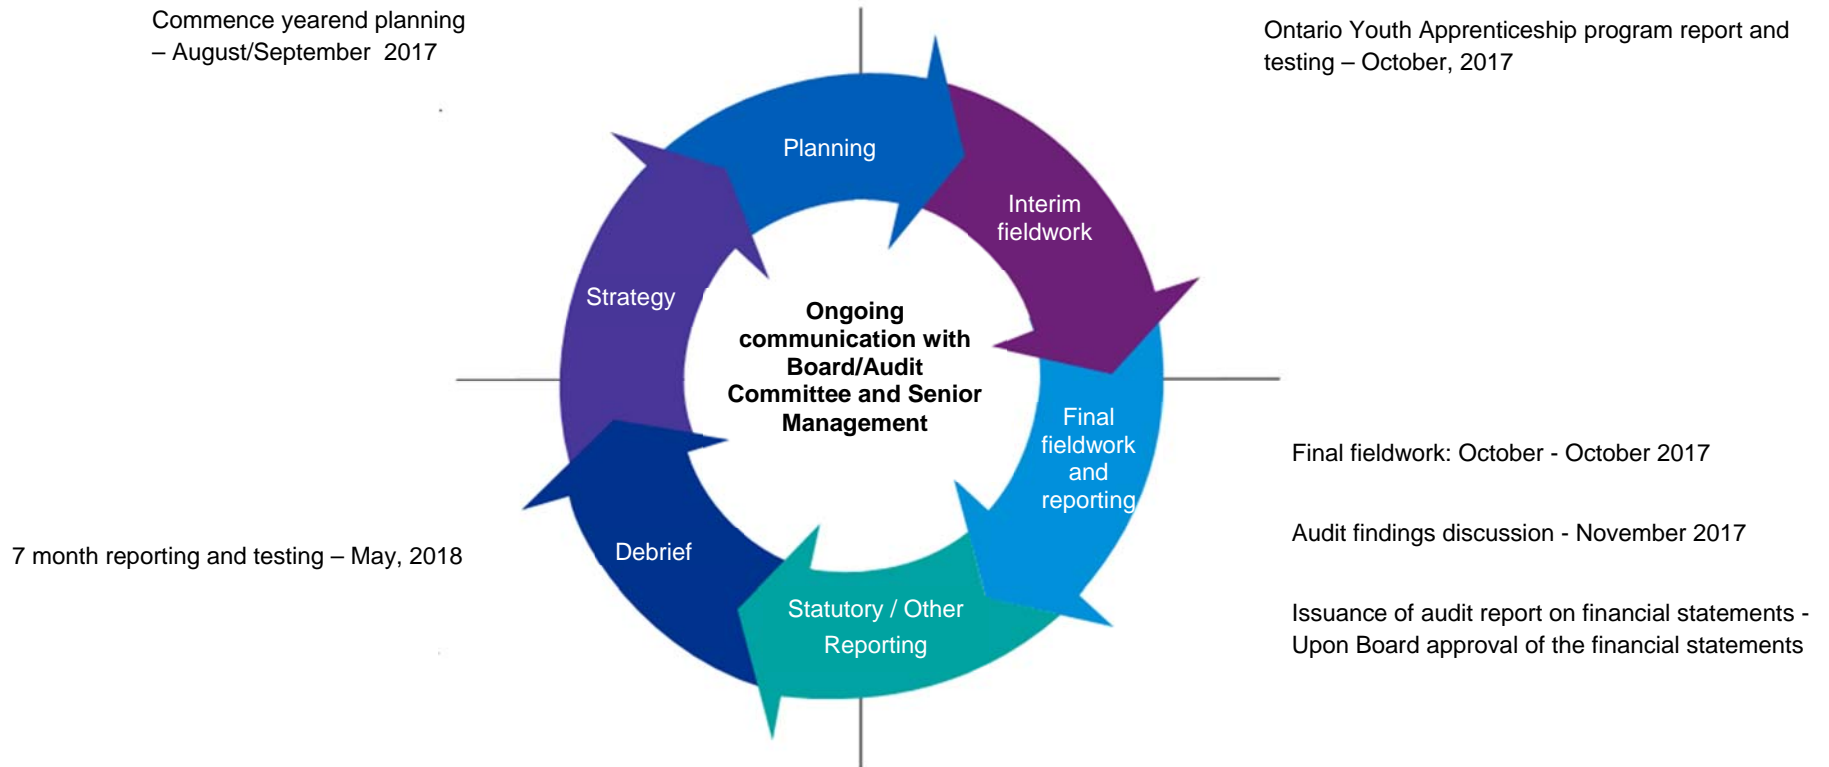 Commence yearend planning
– August/September 2017
Ontario Youth Apprenticeship program report and
testing – October, 2017
Planning
Interim
fieldwork
Strategy
Ongoing
communication with
Board/Audit
Committee and Senior
Management
Final
fieldwork
and
reporting
Final fieldwork: October - October 2017
Audit findings discussion - November 2017
Issuance of audit report on financial statements -
Upon Board approval of the financial statements
7 month reporting and testing – May, 2018
Debrief
Statutory / Other
Reporting